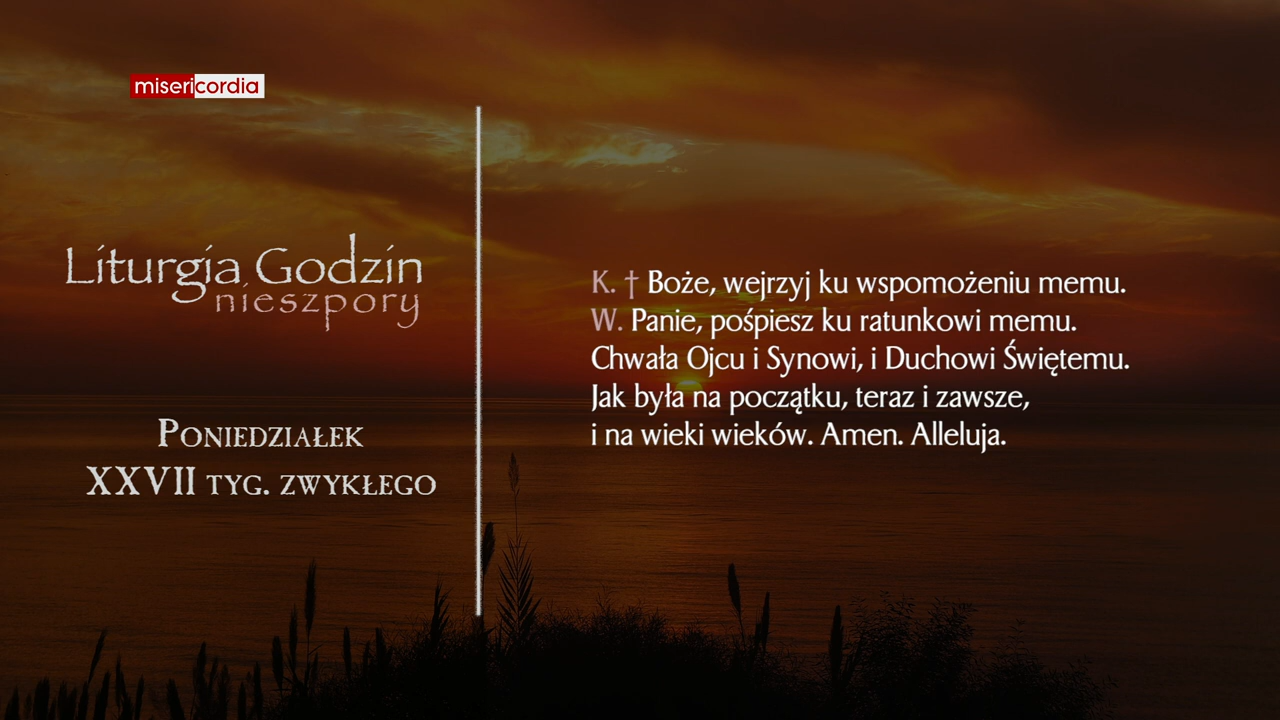 misericordia
Liturgia Godzin
nieszpory
Poniedziałek
XXVII tyg. zwykłego
K. † Boże, wejrzyj ku wspomożeniu memu.
W. Panie, pośpiesz ku ratunkowi memu.
Chwała Ojcu i Synowi, i Duchowi Świętemu.
Jak była na początku, teraz i zawsze,
i na wieki wieków. Amen. Alleluja.